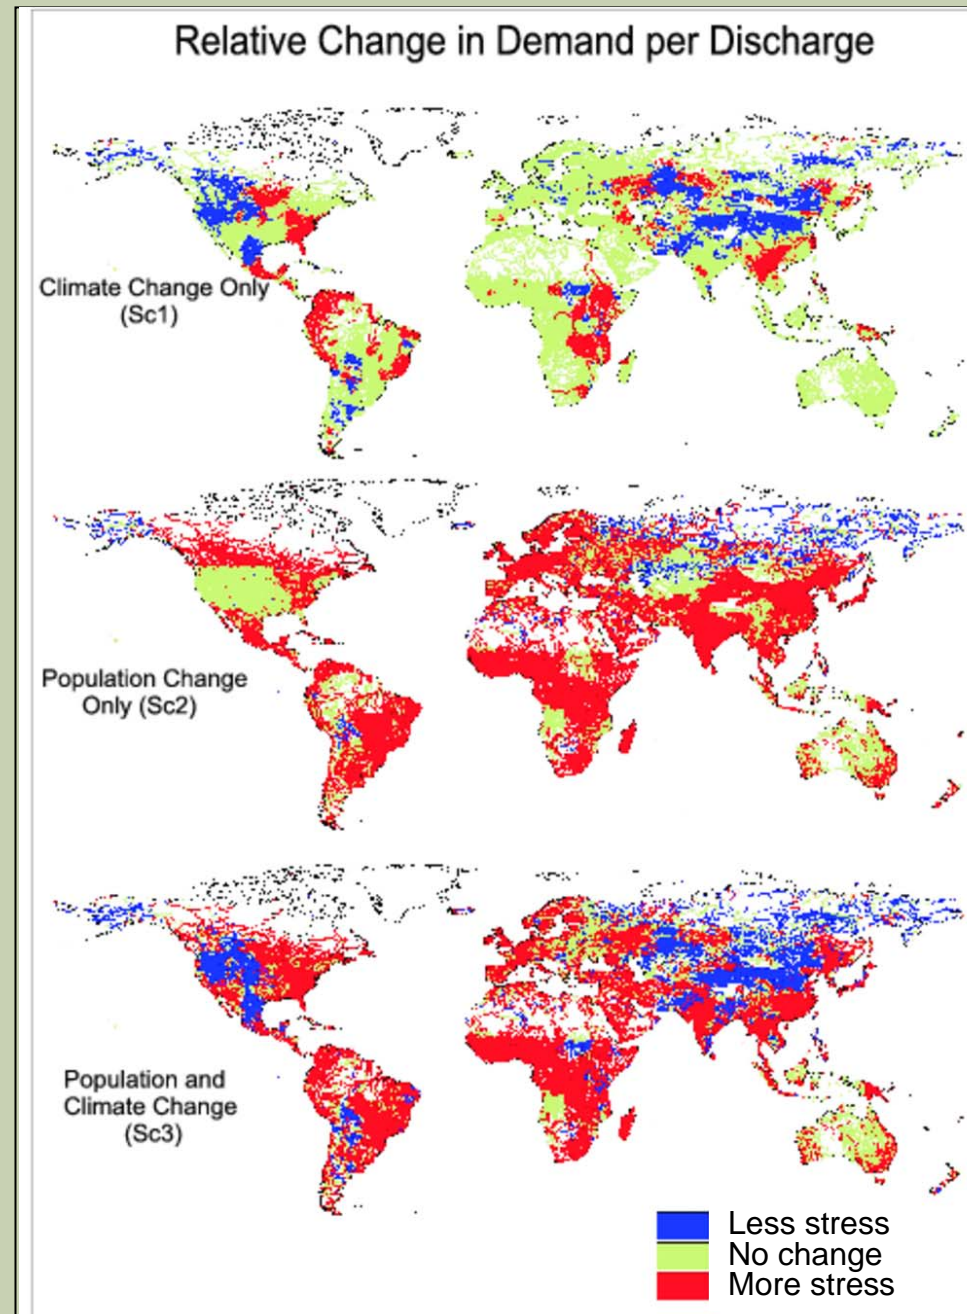 Relative Change in Demand per Discharge
Climate Change Only
(Sc1)
Population Change
Only (Sc2)
Population and
Climate Change
(Sc3)
Less stress
No change
More stress